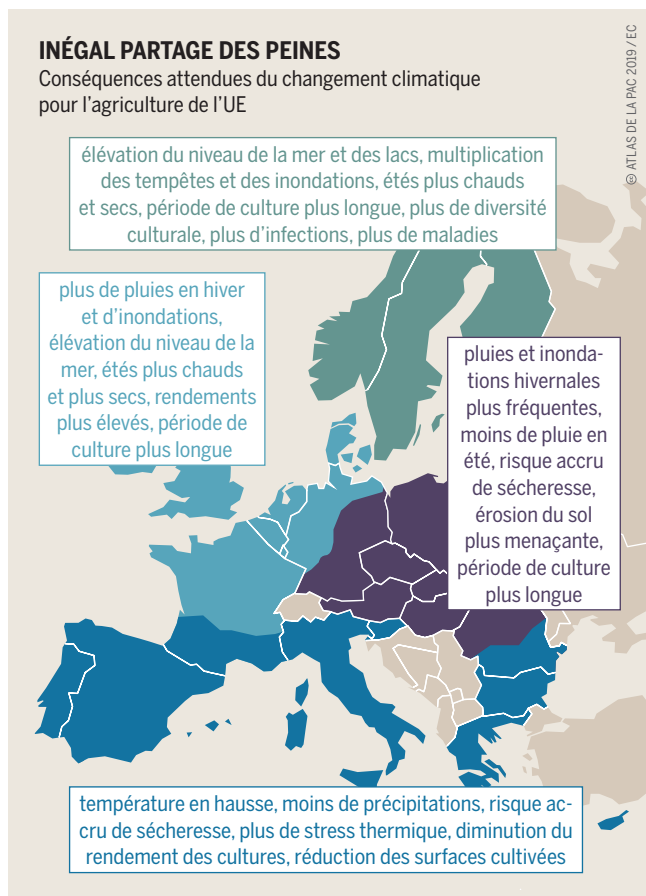 INÉGAL PARTAGE DES PEINES
Conséquences attendues du changement climatique
pour l'agriculture de l'UE
© ATLAS DE LA PAC 2019 / EC
élévation du niveau de la mer et des lacs, multiplication
des tempêtes et des inondations, étés plus chauds
et secs, période de culture plus longue, plus de diversité
culturale, plus d'infections, plus de maladies
plus de pluies en hiver
et d'inondations,
élévation du niveau de la
mer, étés plus chauds
et plus secs, rendements
plus élevés, période de
culture plus longue
pluies et inonda-
tions hivernales
plus fréquentes,
moins de pluie en
été, risque accru
de sécheresse,
érosion du sol
plus menaçante,
période de culture
plus longue
température en hausse, moins de précipitations, risque ac-
cru de sécheresse, plus de stress thermique, diminution du
rendement des cultures, réduction des surfaces cultivées